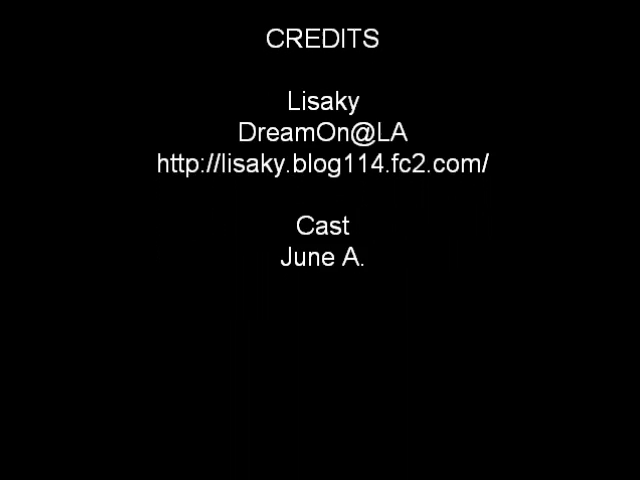 CREDITS
Lisaky
DreamOn@LA
http://lisaky.blog114.fc2.com/
Cast
June A.